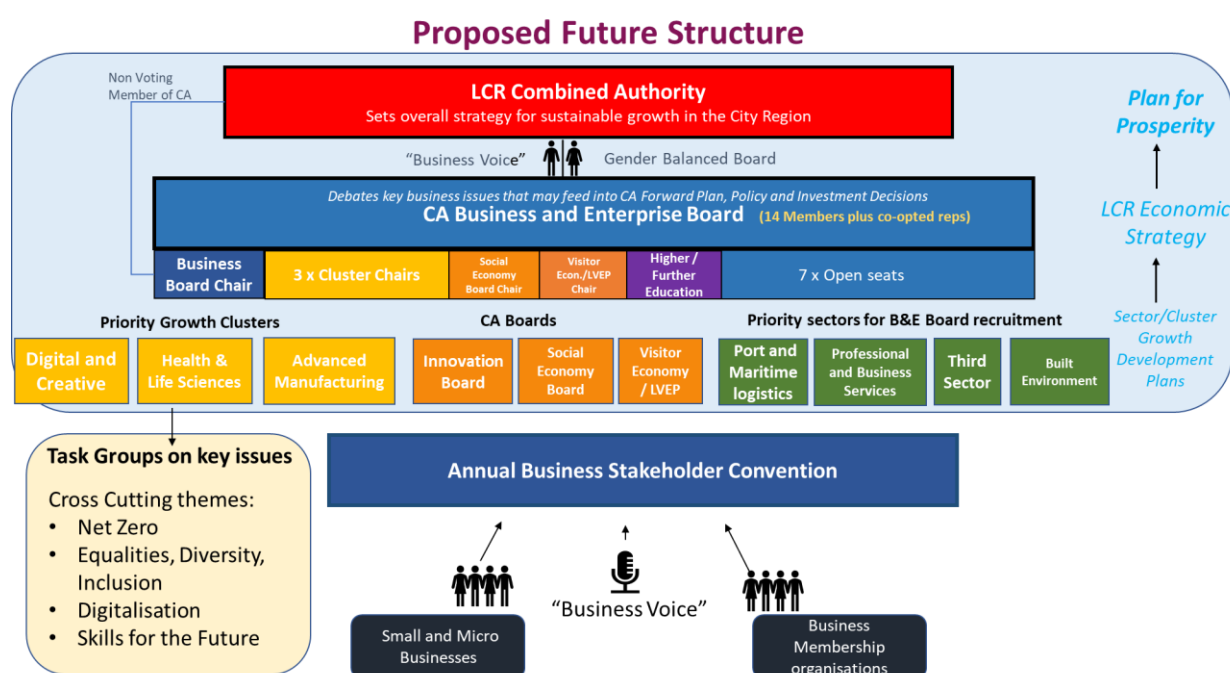 Proposed Future Structure
Non Voting
Member of CA
LCR Combined Authority
Sets overall strategy for sustainable growth in the City Region
“Business Voice”
Gender Balanced Board
Debates key business issues that may feed into CA Forward Plan, Policy and Investment Decisions
CA Business and Enterprise Board (14 Members plus co-opted reps)
Business
Board Chair
3 x Cluster Chairs
Social
Economy
Board Chair
Visitor
Econ./LVEP
Chair
Higher /
Further
Education
7 x Open seats
Plan for
Prosperity
LCR Economic
Strategy
Sector/Cluster
Growth
Development
Plans
Priority Growth Clusters
Digital and
Creative
Health &
Life Sciences
Advanced
Manufacturing
CA Boards
Innovation
Board
Social
Economy
Board
Visitor
Economy
/ LVEP
Priority sectors for B&E Board recruitment
Port and
Maritime
logistics
Professional
and Business
Services
Third
Sector
Built
Environment
Task Groups on key issues
Cross Cutting themes:
• Net Zero
• Equalities, Diversity,
Inclusion
• Digitalisation
• Skills for the Future
Annual Business Stakeholder Convention
“Business Voice”
Small and Micro
Businesses
Business
Membership
organisations